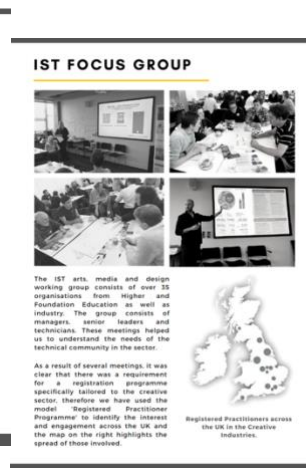 IST FOCUS GROUP
The IST arts, media and design
working group consists of over 35
organisations from Higher and
Foundation Education as well as
industry. The group consists of
managers, senior leaders and
technicians. These meetings helped
us to understand the needs of the
technical community in the sector.
As a result of several meetings, it was
clear that there was a requirement
for a registration programme
specifically tailored to the creative
sector, therefore we have used the
model 'Registered Practitioner
Programme' to identify the interest
and engagement across the UK and
the map on the right highlights the
spread of those involved.
Registered Practitioners across
the UK in the Creative
Industries.